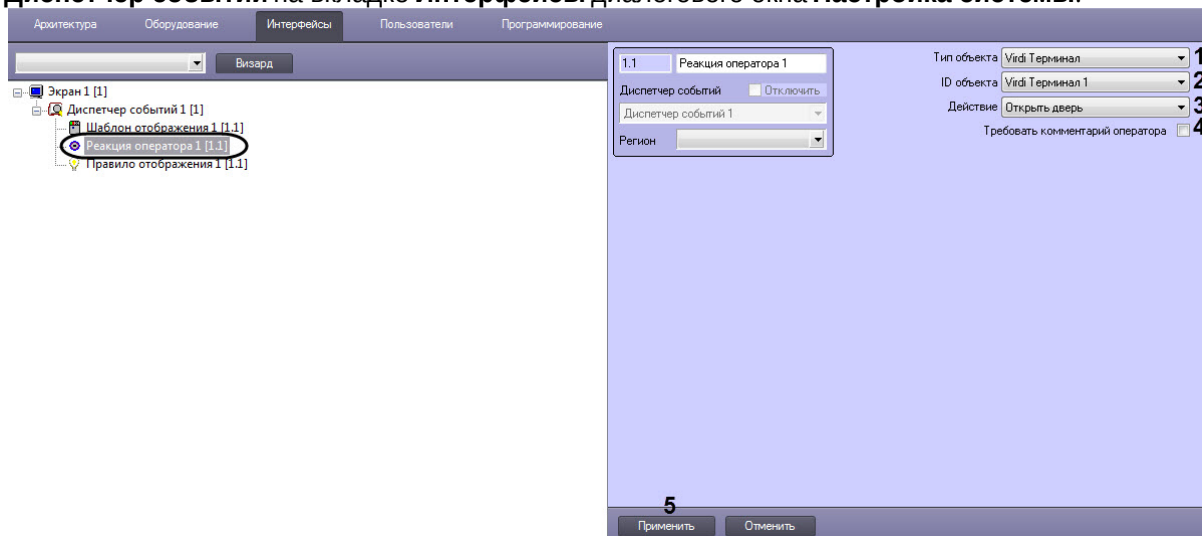 Диспетчер событий на вкладке Интерфейсы диалогового окна Настройка системы.
Архитектура Оборудование Интерфейсы Пользователи Программирование
Визард
Экран 1 [1]
Диспетчер событий 1 [1]
Шаблон отображения 1 [1.1]
Реакция оператора 1 [1.1]
Правило отображения 1 [1.1]
1.1 Реакция оператора 1
Диспетчер событий Отключить
Диспетчер событий 1
Регион
Тип объекта Virdi Терминал 1
ID объекта Virdi Терминал 1 2
Действие Открыть дверь 3
Требовать комментарий оператора 4
5
Применить Отменить